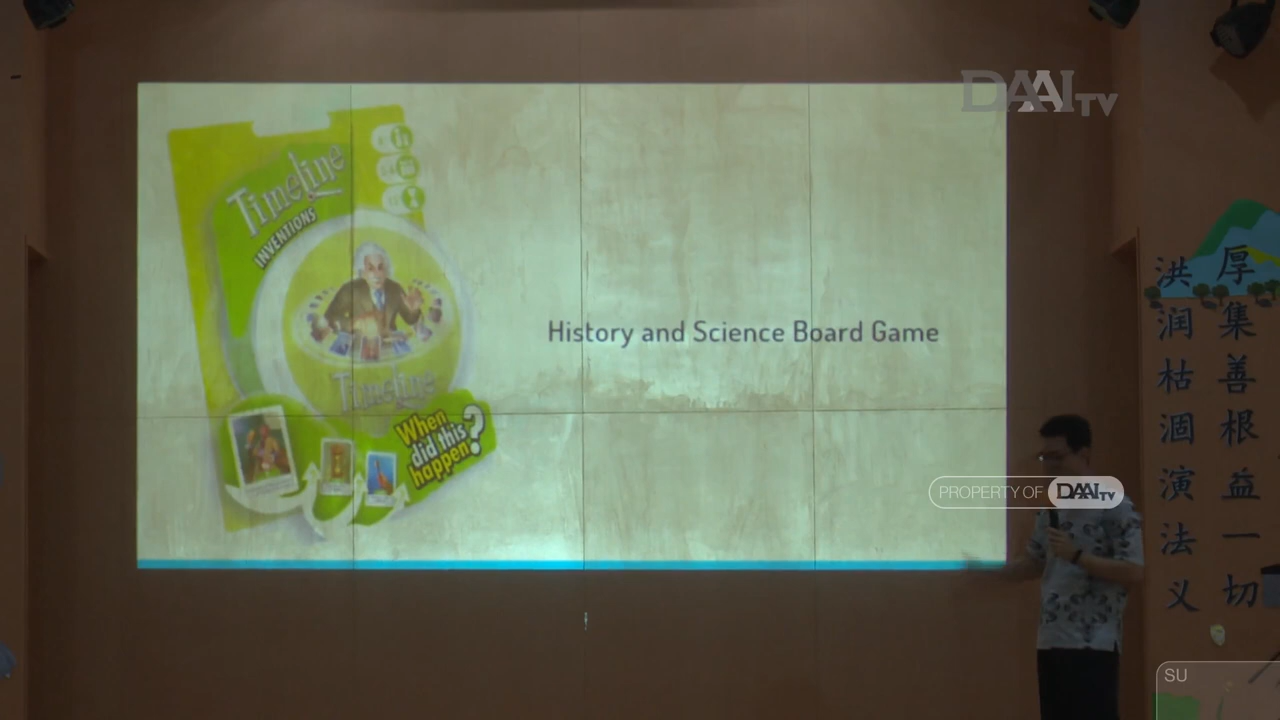 DAAI TV
TimeLine
INVENTIONS
TimeLine
When
did this
happen?
History and Science Board Game
PROPERTY OF DAAI TV
厚集善根益一切
洪润枯涸演法义
SU